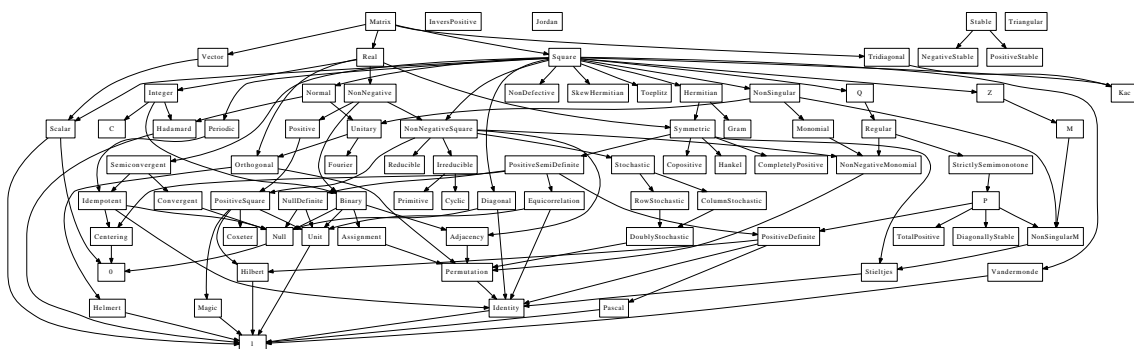 Matrix InversPositive Jordan Stable Triangular
Vector Real Square Tridiagonal NegativeStable PositiveStable
Integer Normal NonNegative NonDefective SkewHermitian Toeplitz Hermitian NonSingular Q Z Kac
Scalar C Hadamard Periodic Positive Unitary NonNegativeSquare Symmetric Gram Monomial Regular M
Semiconvergent Orthogonal Fourier Reducible Irreducible PositiveSemiDefinite Stochastic Copositive Hankel CompletelyPositive NonNegativeMonomial StrictlySemimonotone
Idempotent Convergent PositiveSquare NullDefinite Binary Primitive Cyclic Diagonal Equicorrelation RowStochastic ColumnStochastic P
Centering Coxeter Null Unit Assignment Adjacency DoublyStochastic PositiveDefinite TotalPositive DiagonallyStable NonSingularM
0 Hilbert Permutation Stieltjes Vandermonde
Helmert Magic Identity Pascal
1